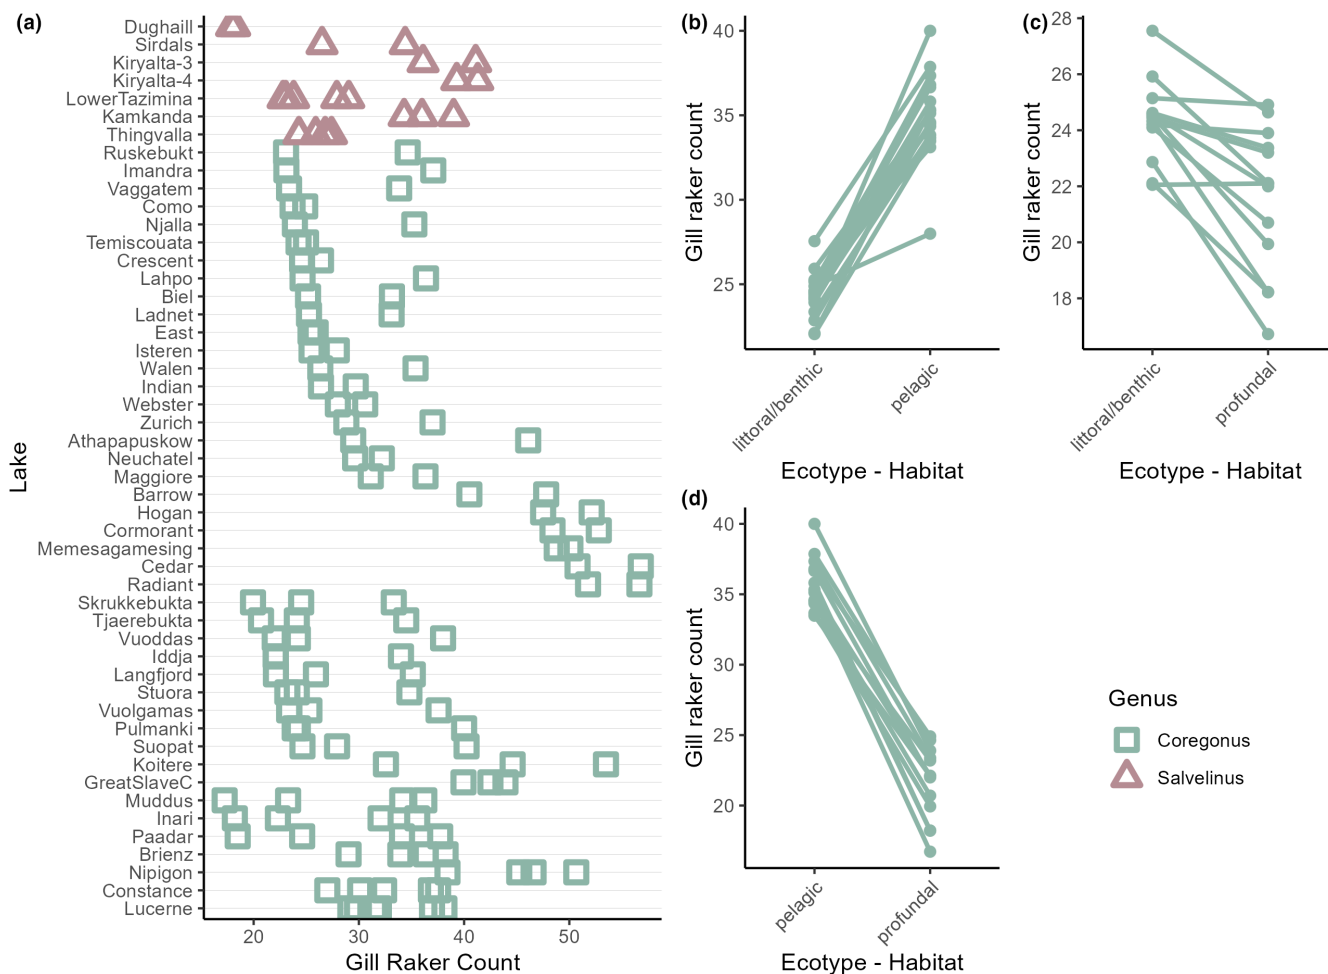 (a)
Lake
Dughaill
Sirdals
Kiryalta-3
Kiryalta-4
LowerTazimina
Kamkanda
Thingvalla
Ruskebukt
Imandra
Vaggatem
Como
Njalla
Temiscouata
Crescent
Lahpo
Biel
Ladnet
East
Isteren
Walen
Indian
Webster
Zurich
Athapapuskow
Neuchatel
Maggiore
Barrow
Hogan
Cormorant
Memesagamesing
Cedar
Radiant
Skrukkebukta
Tjaerebukta
Vuoddas
Iddja
Langfjord
Stuora
Vuolgamas
Pulmanki
Suopat
Koitere
GreatSlaveC
Muddus
Inari
Paadar
Brienz
Nipigon
Constance
Lucerne
20 30 40 50
Gill Raker Count
(b)
Gill raker count
40
35
30
25
littoral/benthic pelagic
Ecotype - Habitat
(c)
Gill raker count
28
26
24
22
20
18
littoral/benthic profundal
Ecotype - Habitat
(d)
Gill raker count
40
35
30
25
20
pelagic profundal
Ecotype - Habitat
Genus
Coregonus
Salvelinus